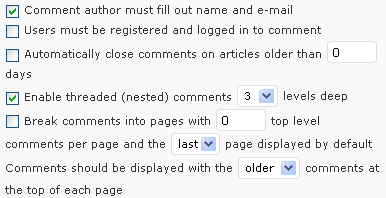 Comment author must fill out name and e-mail
Users must be registered and logged in to comment
Automatically close comments on articles older than 0
days
Enable threaded (nested) comments 3 levels deep
Break comments into pages with 0 top level
comments per page and the last page displayed by default
Comments should be displayed with the older comments at
the top of each page